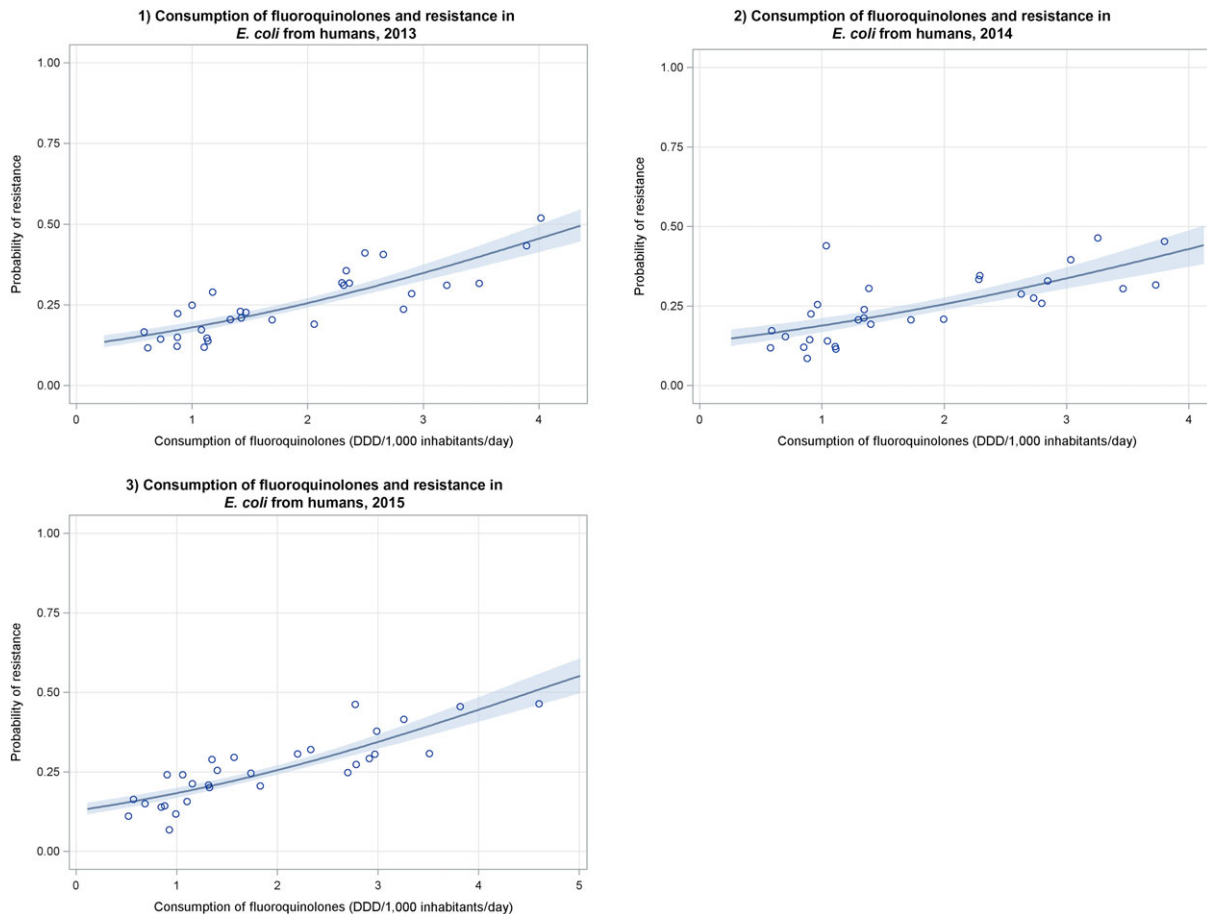 1) Consumption of fluoroquinolones and resistance in
E. coli from humans, 2013
1.00
0.75
0.50
0.25
0.00
Probability of resistance
0 1 2 3 4
Consumption of fluoroquinolones (DDD/1,000 inhabitants/day)
2) Consumption of fluoroquinolones and resistance in
E. coli from humans, 2014
1.00
0.75
0.50
0.25
0.00
Probability of resistance
0 1 2 3 4
Consumption of fluoroquinolones (DDD/1,000 inhabitants/day)
3) Consumption of fluoroquinolones and resistance in
E. coli from humans, 2015
1.00
0.75
0.50
0.25
0.00
Probability of resistance
0 1 2 3 4 5
Consumption of fluoroquinolones (DDD/1,000 inhabitants/day)